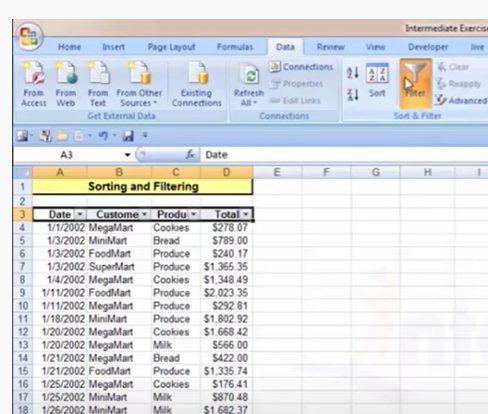 Intermediate Exercise
Home Insert Page Layout Formulas Data Review View Developer
From Access From Web From Text From Other Sources Existing Connections
Get External Data
Refresh All
Connections
Properties
Edit Links
Connections
Sort
Filter
Clear
Reapply
Advanced
Sort & Filter
A3 fx Date
A B C D E F G H I
1 Sorting and Filtering
2
3 Date Custome Produ Total
4 1/1/2002 MegaMart Cookies $278.07
5 1/3/2002 MiniMart Bread $789.00
6 1/3/2002 FoodMart Produce $240.17
7 1/3/2002 SuperMart Produce $1,365.35
8 1/4/2002 MegaMart Cookies $1,348.49
9 1/11/2002 FoodMart Produce $2,023.35
10 1/11/2002 MegaMart Produce $292.81
11 1/18/2002 MiniMart Produce $1,802.92
12 1/20/2002 MegaMart Cookies $1,668.42
13 1/20/2002 MegaMart Milk $566.00
14 1/21/2002 MegaMart Bread $422.00
15 1/21/2002 FoodMart Produce $1,335.74
16 1/25/2002 MegaMart Cookies $176.41
17 1/25/2002 MiniMart Milk $870.48
18 1/26/2002 MiniMart Milk $1,682.37